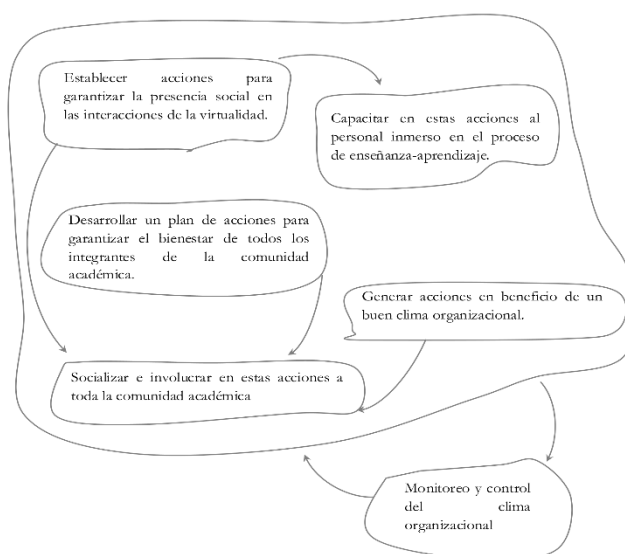 Establecer acciones para
garantizar la presencia social en
las interacciones de la virtualidad.
Capacitar en estas acciones al
personal inmerso en el proceso
de enseñanza-aprendizaje.
Desarrollar un plan de acciones para
garantizar el bienestar de todos los
integrantes de la comunidad
académica.
Generar acciones en beneficio de un
buen clima organizacional.
Socializar e involucrar en estas acciones a
toda la comunidad académica
Monitoreo y control
del clima
organizacional